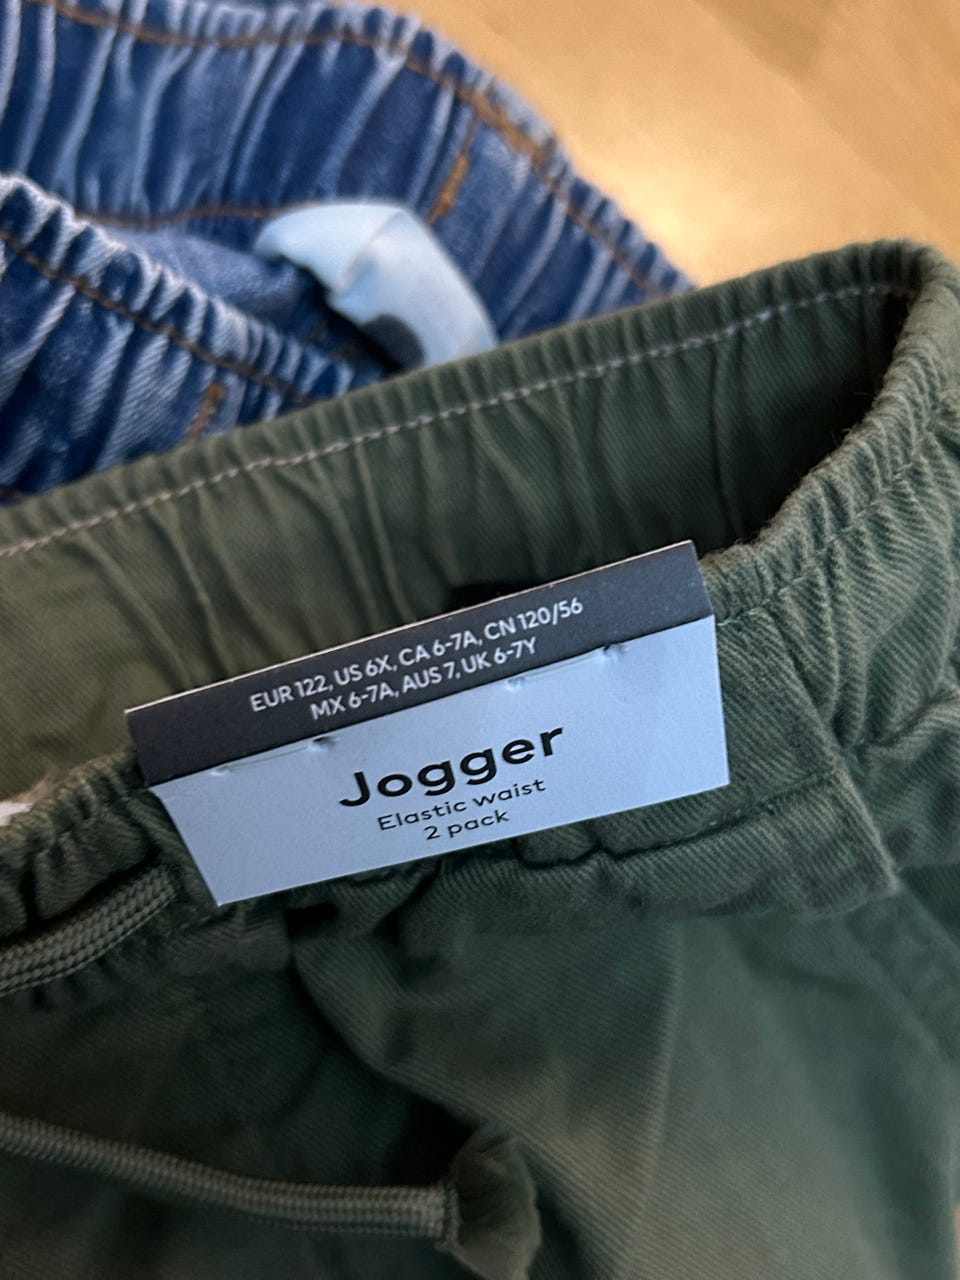 EUR 122, US 6X, CA 6-7A, CN 120/56
MX 6-7A, AUS 7, UK 6-7Y
Jogger
Elastic waist
2 pack